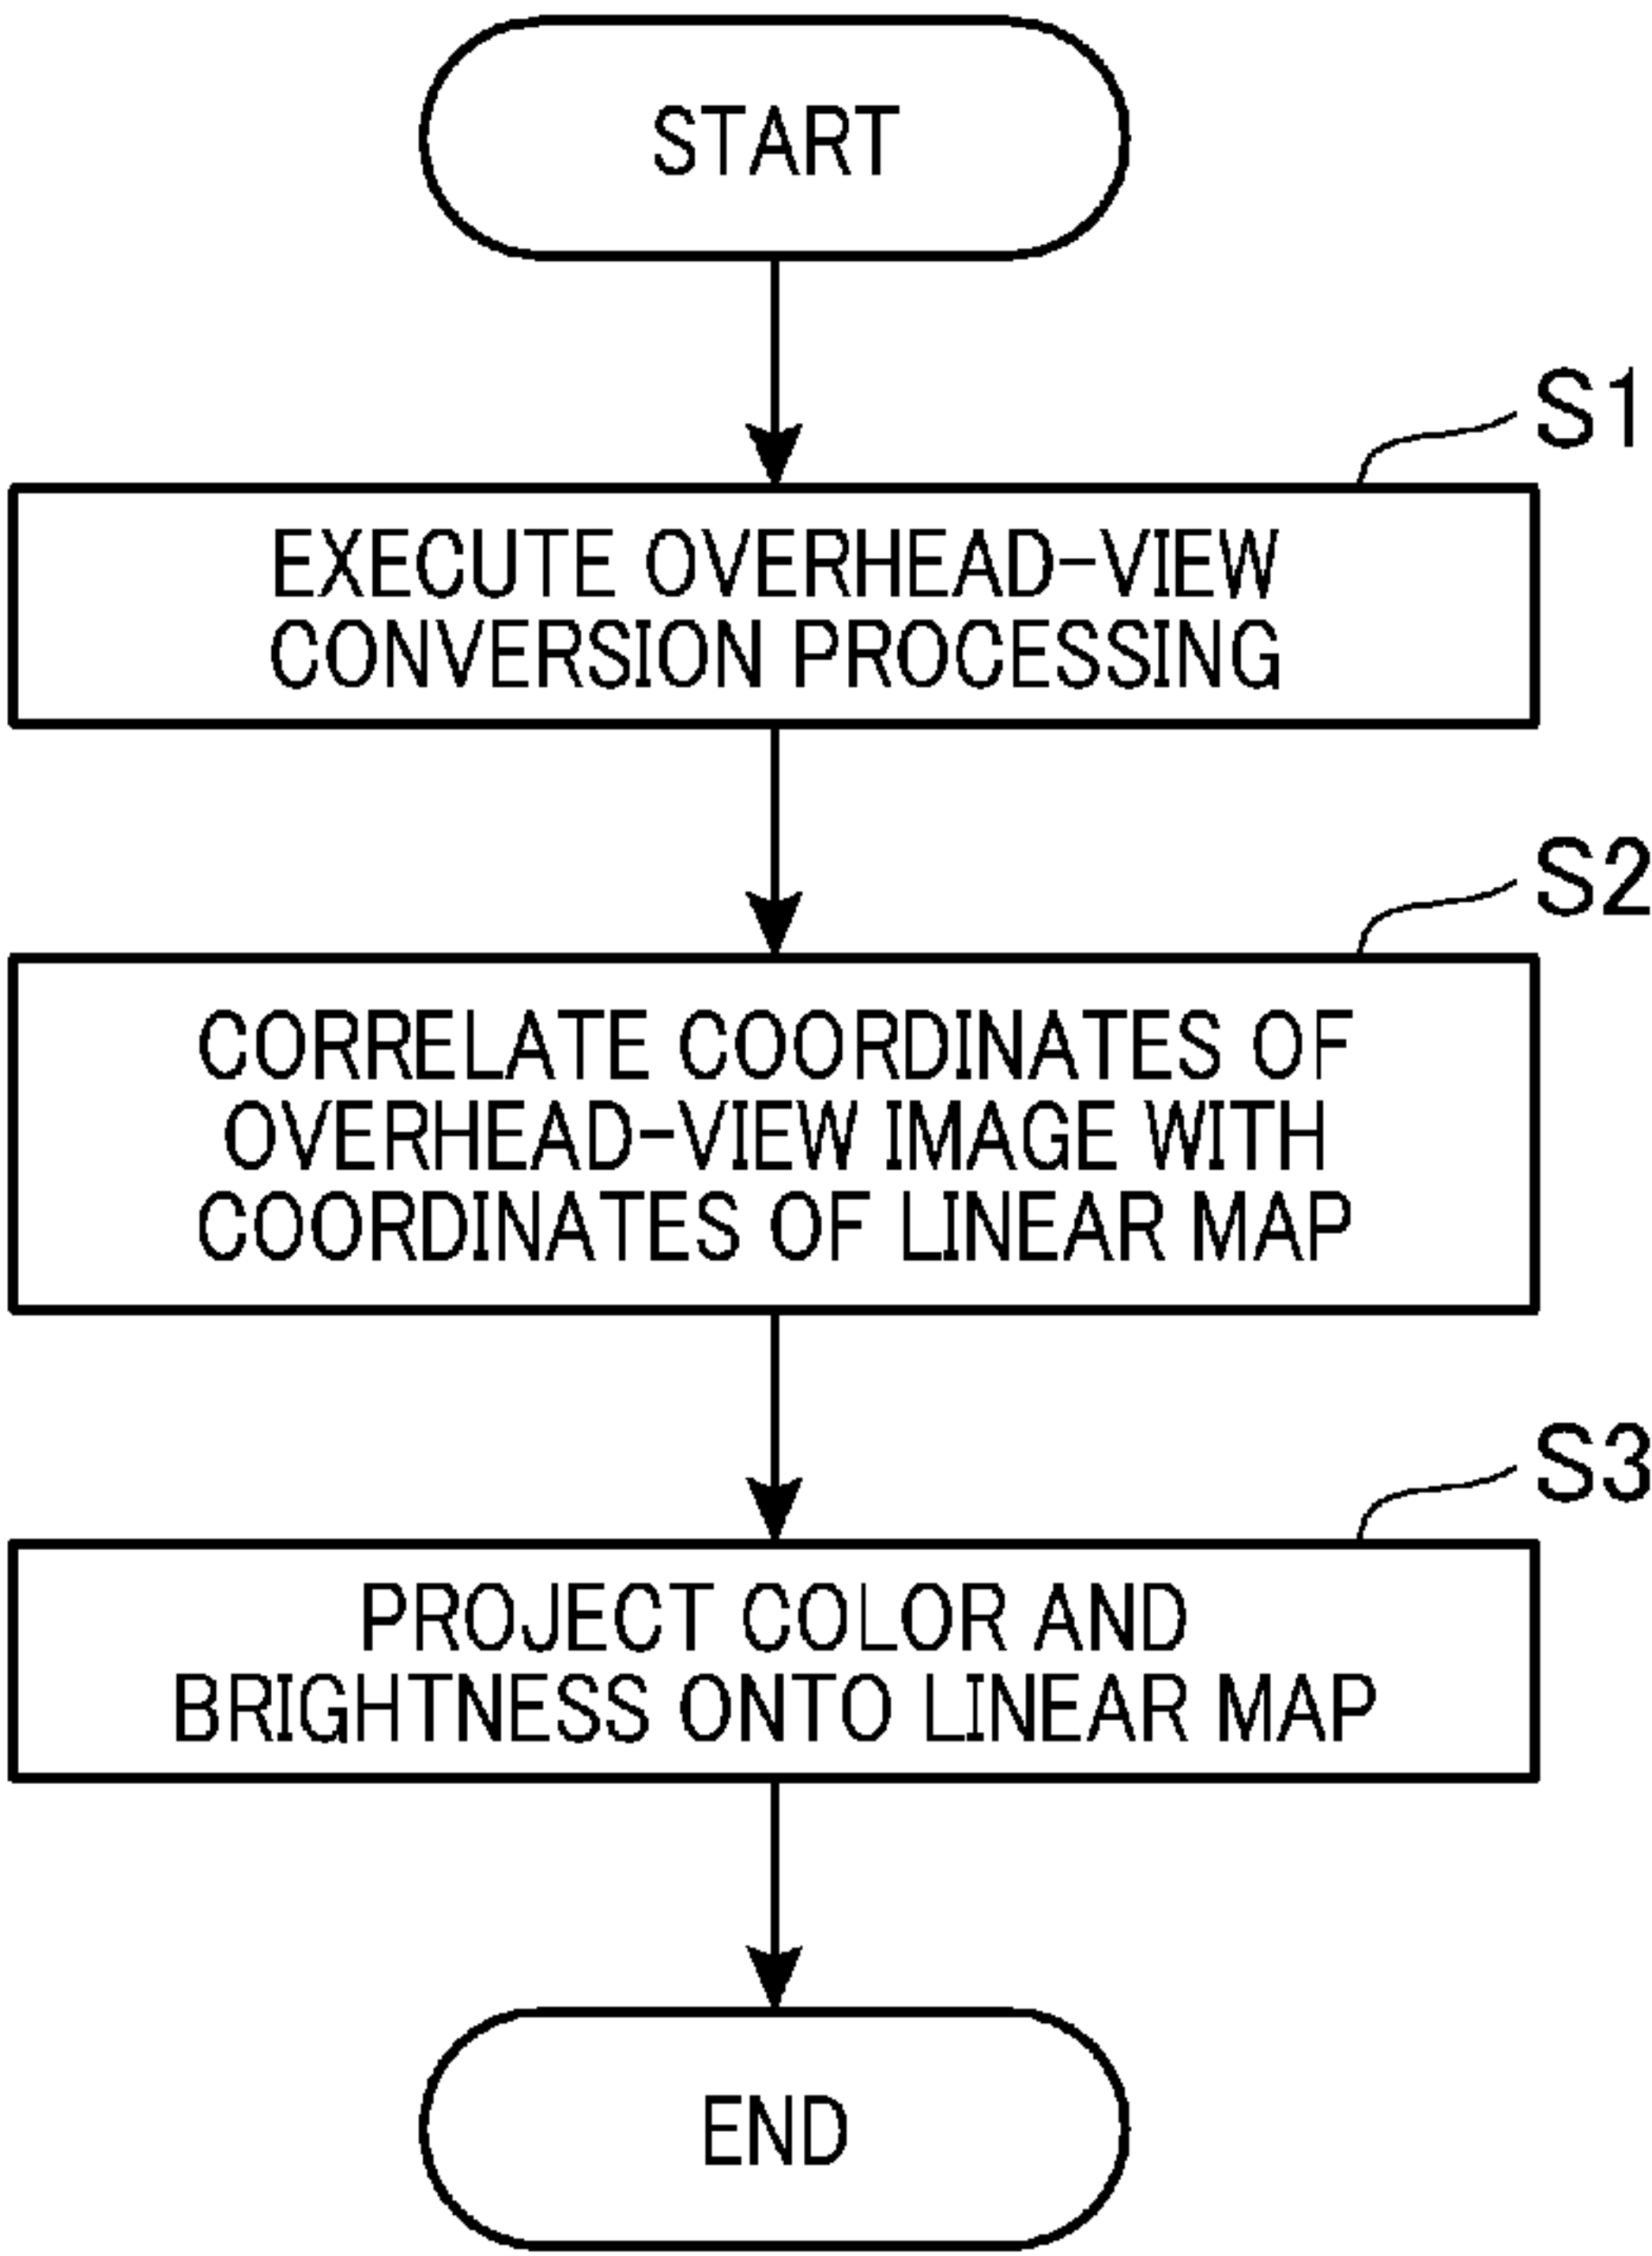 START
S1
EXECUTE OVERHEAD-VIEW
CONVERSION PROCESSING
S2
CORRELATE COORDINATES OF
OVERHEAD-VIEW IMAGE WITH
COORDINATES OF LINEAR MAP
S3
PROJECT COLOR AND
BRIGHTNESS ONTO LINEAR MAP
END